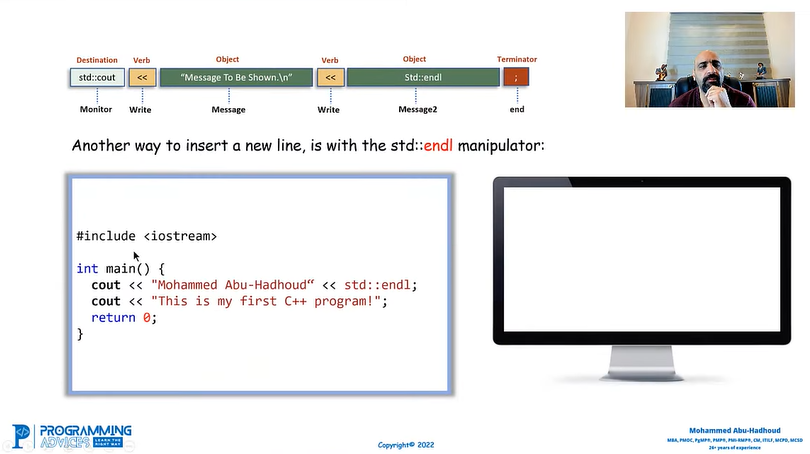 Destination Verb Object Verb Object Terminator
std::cout << “Message To Be Shown.\n” << Std::endl ;
Monitor Write Message Write Message2 end
Another way to insert a new line, is with the std::endl manipulator:
#include <iostream>
int main() {
cout << "Mohammed Abu-Hadhoud“ << std::endl;
cout << "This is my first C++ program!";
return 0;
}
PROGRAMMING
ADVICES LEARN THE RIGHT WAY
Copyright© 2022
Mohammed Abu-Hadhoud
MBA, PMOC, PgMP®, PMP®, PMI-RMP®, CM, ITILF, MCPD, MCSD
26+ years of experience